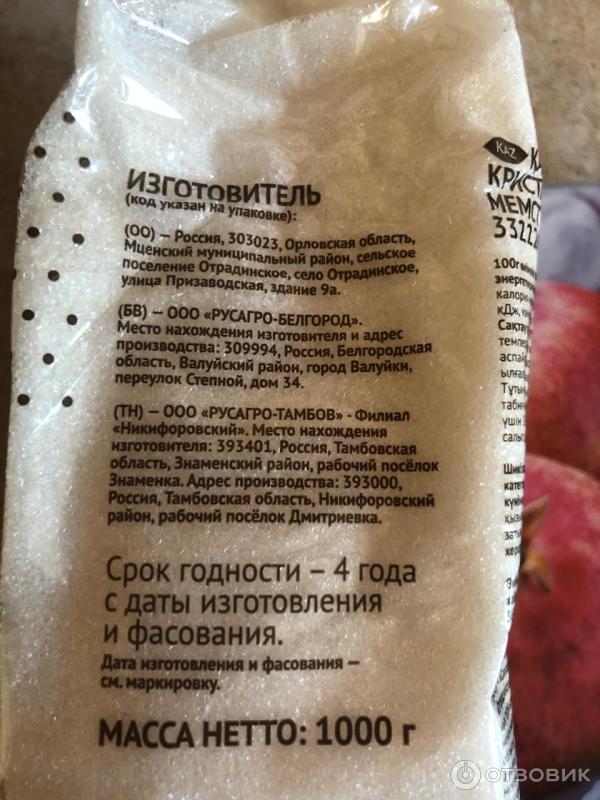 ИЗГОТОВИТЕЛЬ
(код указан на упаковке):
(ОО) — Россия, 303023, Орловская область,
Мценский муниципальный район, сельское
поселение Отрадинское, село Отрадинское,
улица Призаводская, здание 9а.
(БВ) — ООО «РУСАГРО-БЕЛГОРОД».
Место нахождения изготовителя и адрес
производства: 309994, Россия, Белгородская
область, Валуйский район, город Валуйки,
переулок Степной, дом 34.
(ТН) — ООО «РУСАГРО-ТАМБОВ» - Филиал
«Никифоровский». Место нахождения
изготовителя: 393401, Россия, Тамбовская
область, Знаменский район, рабочий посёлок
Знаменка. Адрес производства: 393000,
Россия, Тамбовская область, Никифоровский
район, рабочий посёлок Дмитриевка.
Срок годности – 4 года
с даты изготовления
и фасования.
Дата изготовления и фасования —
см. маркировку.
МАССА НЕТТО: 1000 г
KAZ
100г
ОТЗОВИК